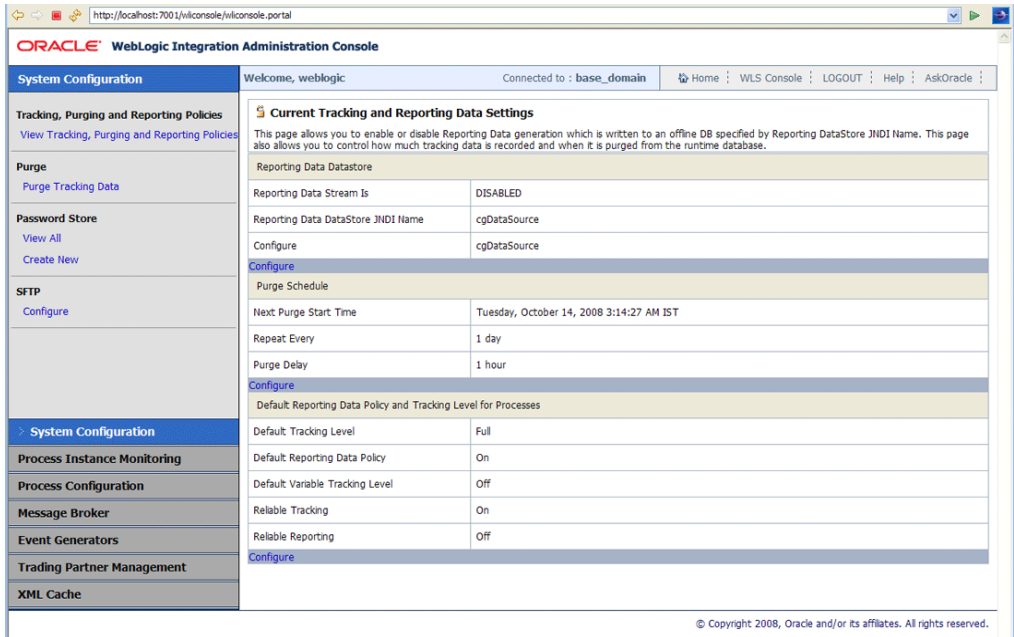 http://localhost:7001/wliconsole/wliconsole.portal
ORACLE® WebLogic Integration Administration Console
System Configuration
Welcome, weblogic
Connected to : base_domain
Home
WLS Console
LOGOUT
Help
AskOracle
Tracking, Purging and Reporting Policies
View Tracking, Purging and Reporting Policies
Purge
Purge Tracking Data
Password Store
View All
Create New
SFTP
Configure
> System Configuration
Process Instance Monitoring
Process Configuration
Message Broker
Event Generators
Trading Partner Management
XML Cache
Current Tracking and Reporting Data Settings
This page allows you to enable or disable Reporting Data generation which is written to an offline DB specified by Reporting DataStore JNDI Name. This page
also allows you to control how much tracking data is recorded and when it is purged from the runtime database.
Reporting Data Datastore
Reporting Data Stream Is DISABLED
Reporting Data DataStore JNDI Name cgDataSource
Configure cgDataSource
Configure
Purge Schedule
Next Purge Start Time Tuesday, October 14, 2008 3:14:27 AM IST
Repeat Every 1 day
Purge Delay 1 hour
Configure
Default Reporting Data Policy and Tracking Level for Processes
Default Tracking Level Full
Default Reporting Data Policy On
Default Variable Tracking Level Off
Reliable Tracking On
Reliable Reporting Off
Configure
© Copyright 2008, Oracle and/or its affiliates. All rights reserved.